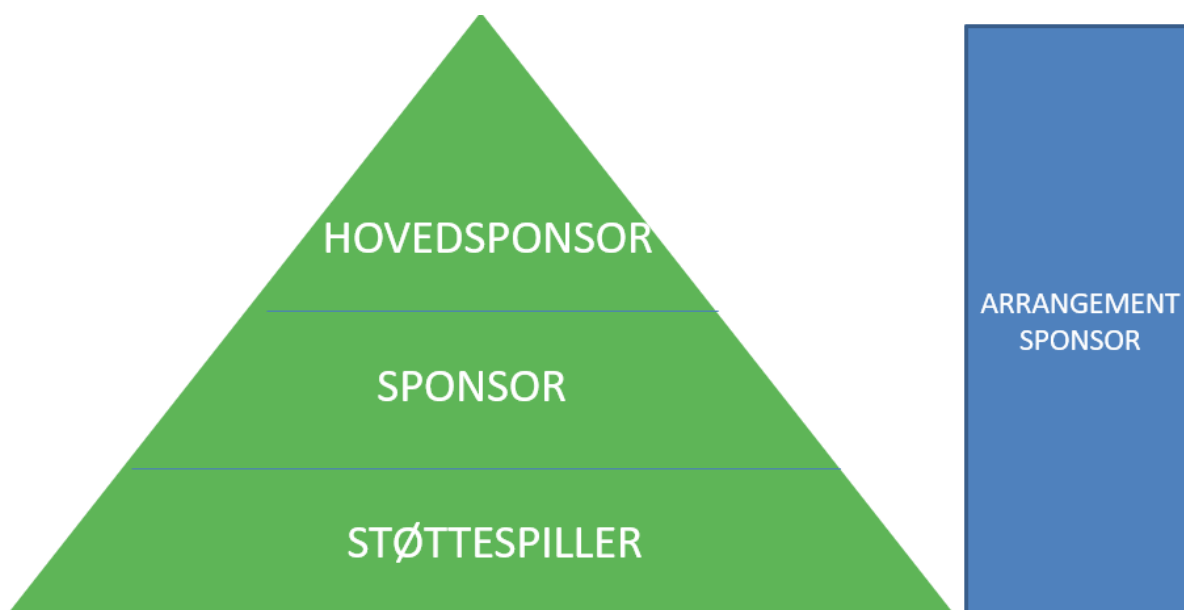 HOVEDSPONSOR
SPONSOR
STØTTESPILLER
ARRANGEMENT
SPONSOR